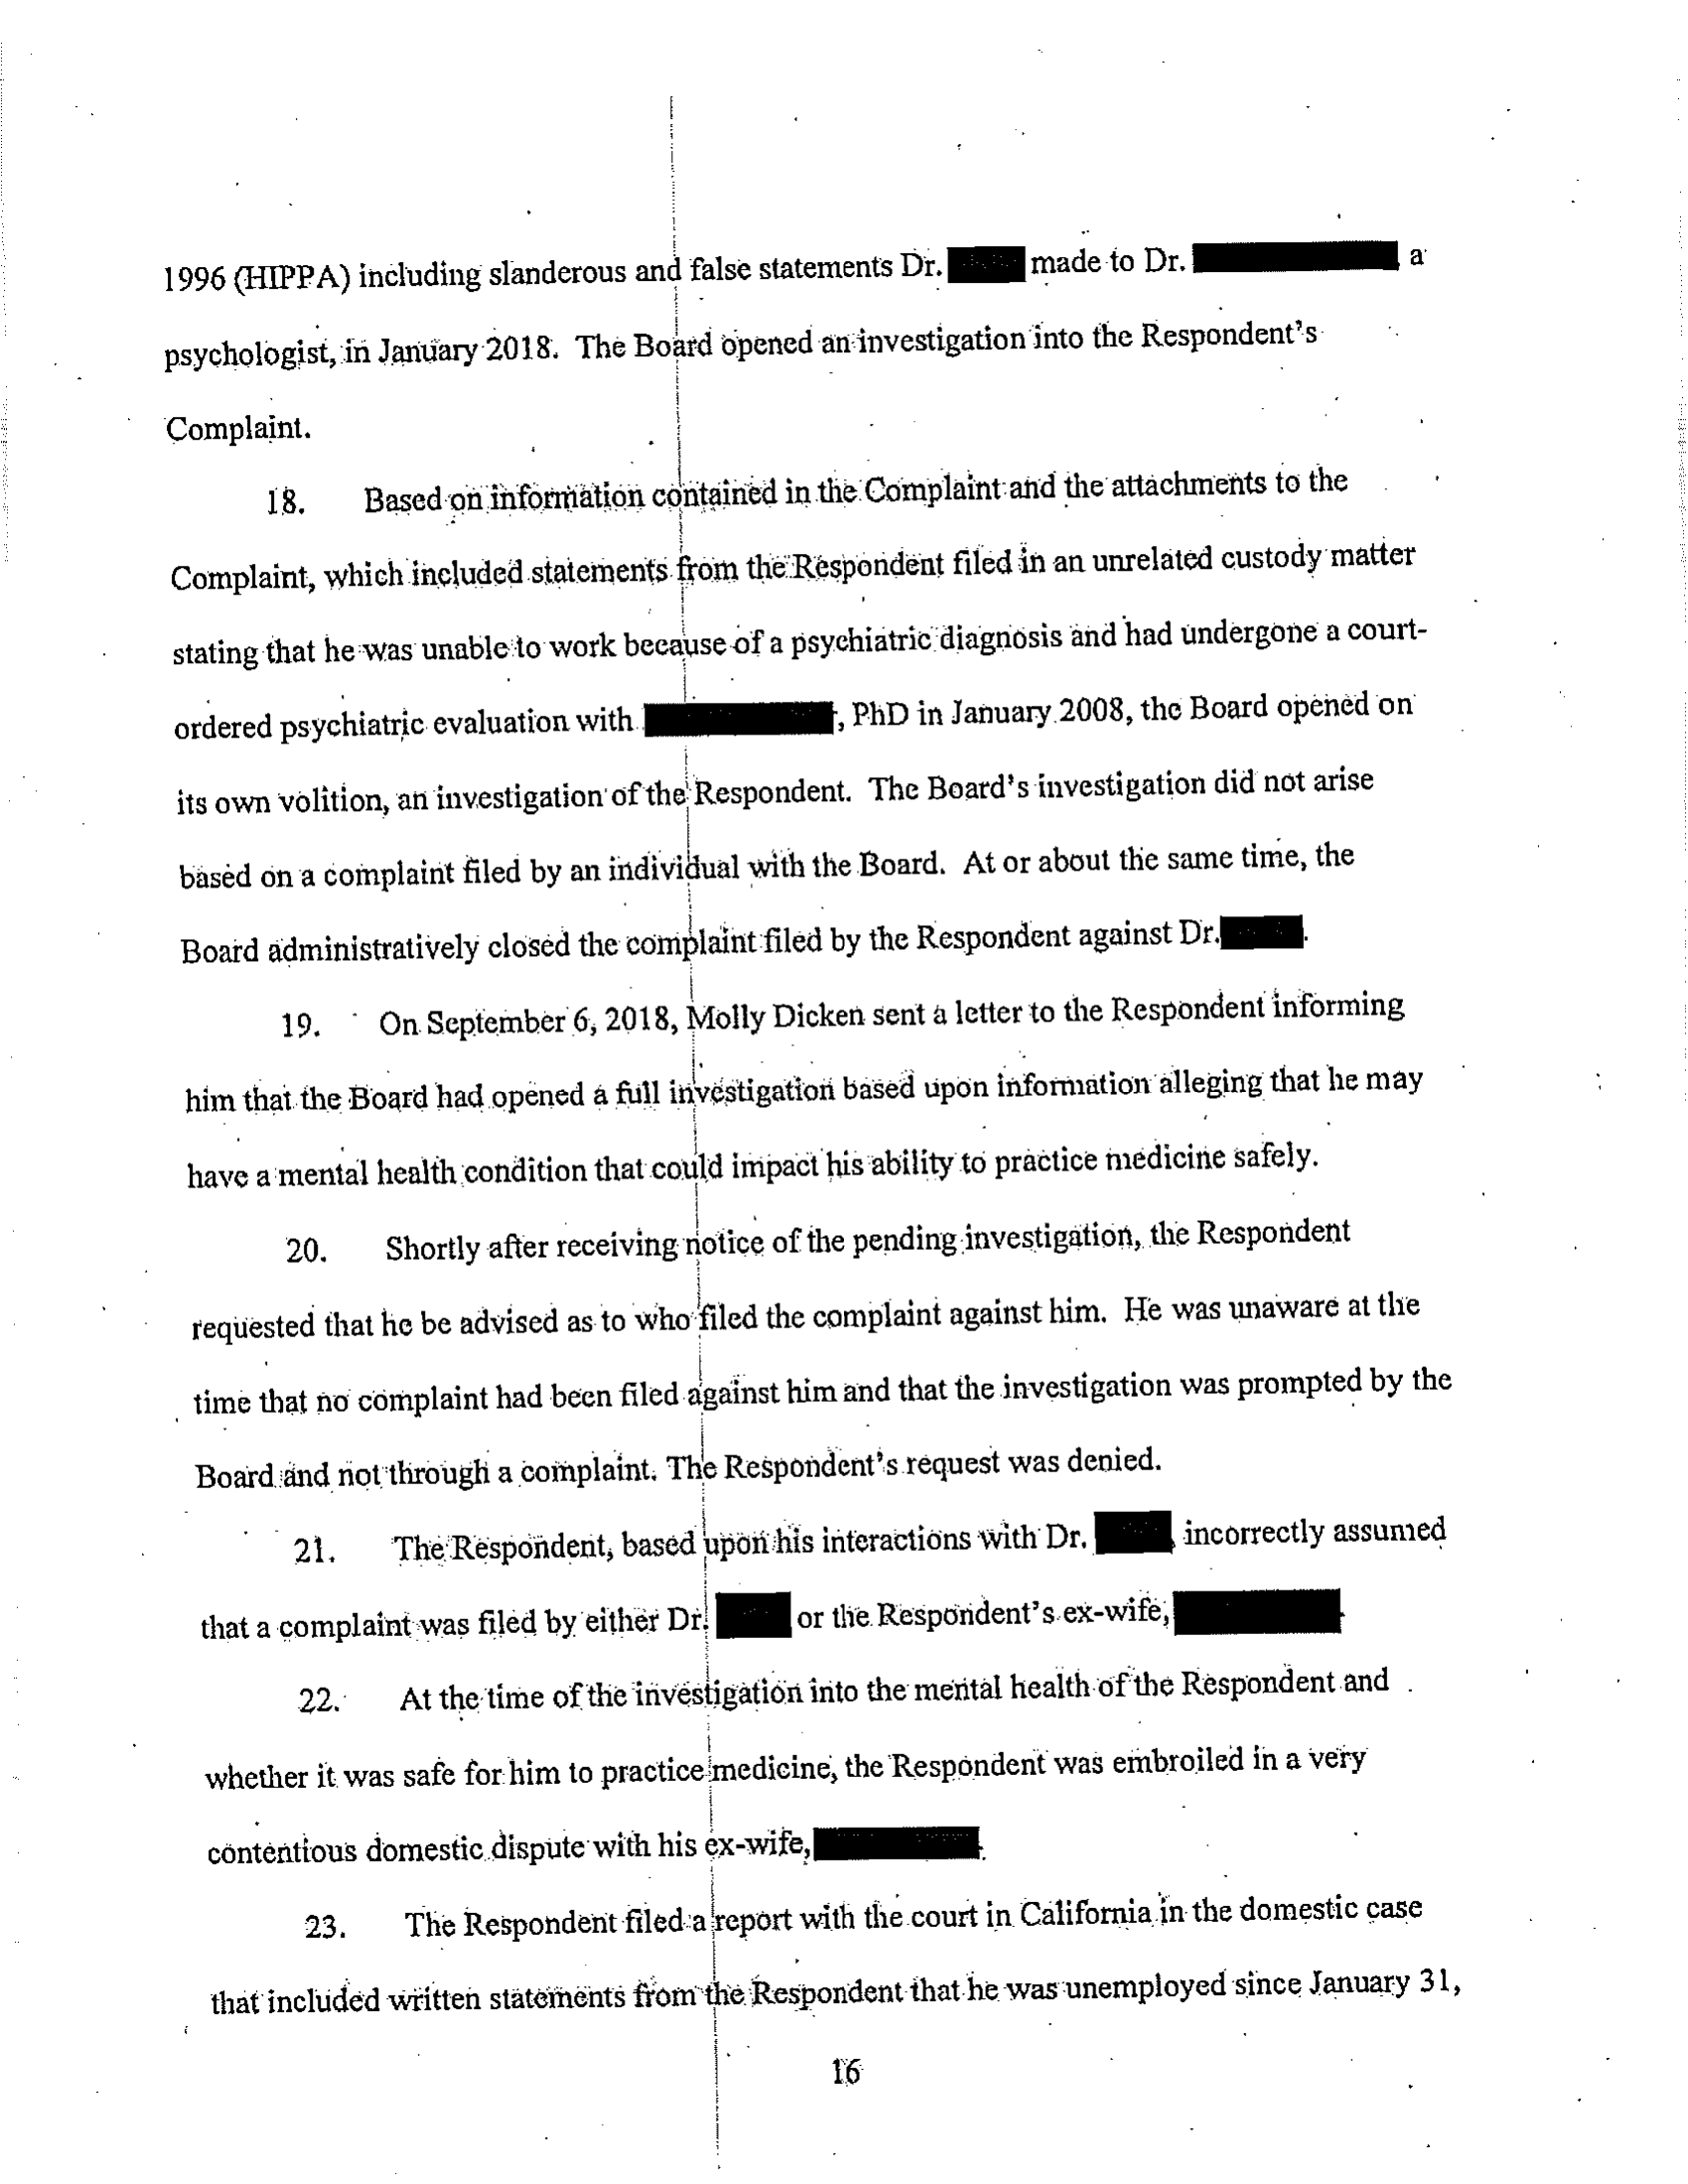 1996 (HIPPA) including slanderous and false statements Dr. made to Dr. a
psychologist, in January 2018. The Board opened an investigation into the Respondent's
Complaint.
18. Based on information contained in the Complaint and the attachments to the
Complaint, which included statements from the Respondent filed in an unrelated custody matter
stating that he was unable to work because of a psychiatric diagnosis and had undergone a court-
ordered psychiatric evaluation with , PhD in January 2008, the Board opened on
its own volition, an investigation of the Respondent. The Board's investigation did not arise
based on a complaint filed by an individual with the Board. At or about the same time, the
Board administratively closed the complaint filed by the Respondent against Dr. .
19. On September 6, 2018, Molly Dicken sent a letter to the Respondent informing
him that the Board had opened a full investigation based upon information alleging that he may
have a mental health condition that could impact his ability to practice medicine safely.
20. Shortly after receiving notice of the pending investigation, the Respondent
requested that he be advised as to who filed the complaint against him. He was unaware at the
time that no complaint had been filed against him and that the investigation was prompted by the
Board and not through a complaint. The Respondent's request was denied.
21. The Respondent, based upon his interactions with Dr. , incorrectly assumed
that a complaint was filed by either Dr. or the Respondent's ex-wife, .
22. At the time of the investigation into the mental health of the Respondent and
whether it was safe for him to practice medicine, the Respondent was embroiled in a very
contentious domestic dispute with his ex-wife, .
23. The Respondent filed a report with the court in California in the domestic case
that included written statements from the Respondent that he was unemployed since January 31,
16